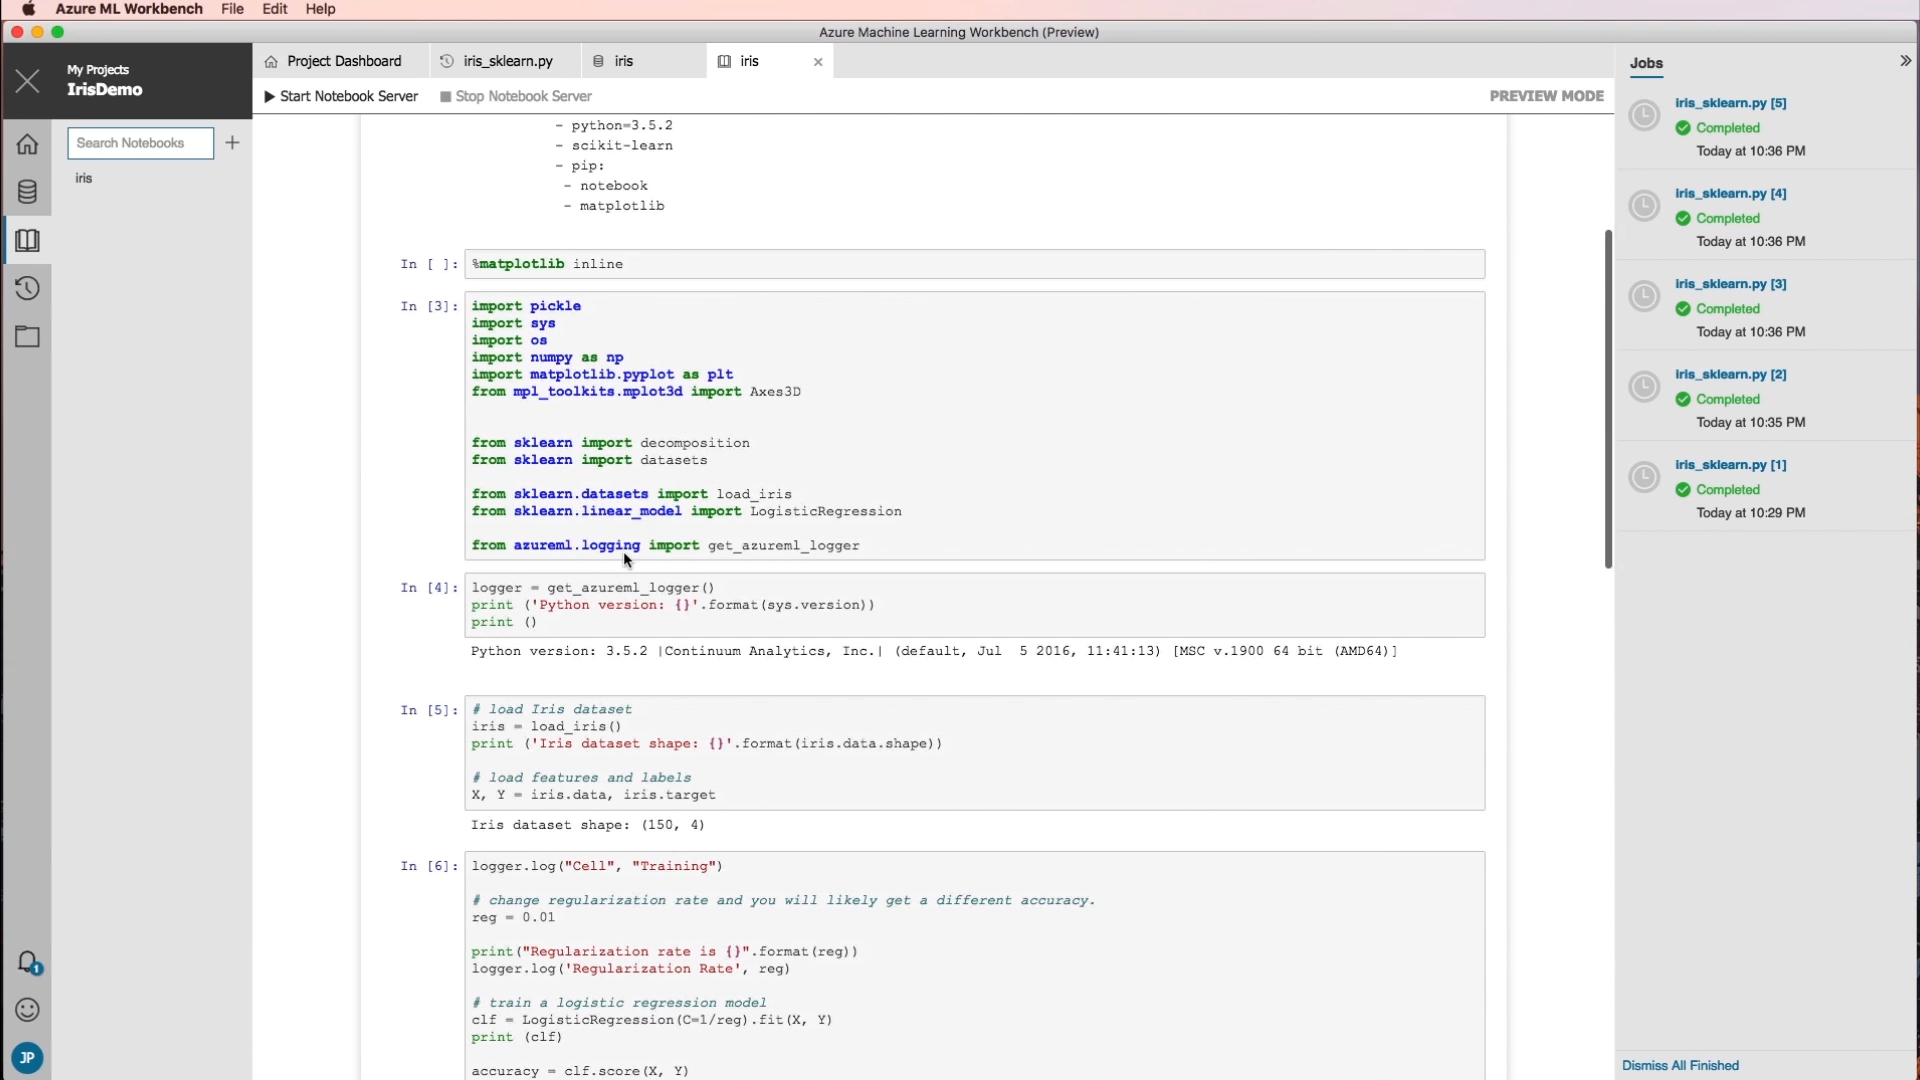 Azure ML Workbench File Edit Help
Azure Machine Learning Workbench (Preview)
My Projects
IrisDemo
Project Dashboard
iris_sklearn.py
iris
iris
Jobs
Start Notebook Server
Stop Notebook Server
PREVIEW MODE
Search Notebooks
iris
- python=3.5.2
- scikit-learn
- pip:
- notebook
- matplotlib
In [ ]: %matplotlib inline
In [3]: import pickle
import sys
import os
import numpy as np
import matplotlib.pyplot as plt
from mpl_toolkits.mplot3d import Axes3D
from sklearn import decomposition
from sklearn import datasets
from sklearn.datasets import load_iris
from sklearn.linear_model import LogisticRegression
from azureml.logging import get_azureml_logger
In [4]: logger = get_azureml_logger()
print ('Python version: {}'.format(sys.version))
print ()
Python version: 3.5.2 |Continuum Analytics, Inc.| (default, Jul  5 2016, 11:41:13) [MSC v.1900 64 bit (AMD64)]
In [5]: # load Iris dataset
iris = load_iris()
print ('Iris dataset shape: {}'.format(iris.data.shape))
# load features and labels
X, Y = iris.data, iris.target
Iris dataset shape: (150, 4)
In [6]: logger.log("Cell", "Training")
# change regularization rate and you will likely get a different accuracy.
reg = 0.01
print("Regularization rate is {}".format(reg))
logger.log('Regularization Rate', reg)
# train a logistic regression model
clf = LogisticRegression(C=1/reg).fit(X, Y)
print (clf)
accuracy = clf.score(X, Y)
iris_sklearn.py [5]
Completed
Today at 10:36 PM
iris_sklearn.py [4]
Completed
Today at 10:36 PM
iris_sklearn.py [3]
Completed
Today at 10:36 PM
iris_sklearn.py [2]
Completed
Today at 10:35 PM
iris_sklearn.py [1]
Completed
Today at 10:29 PM
1
JP
Dismiss All Finished